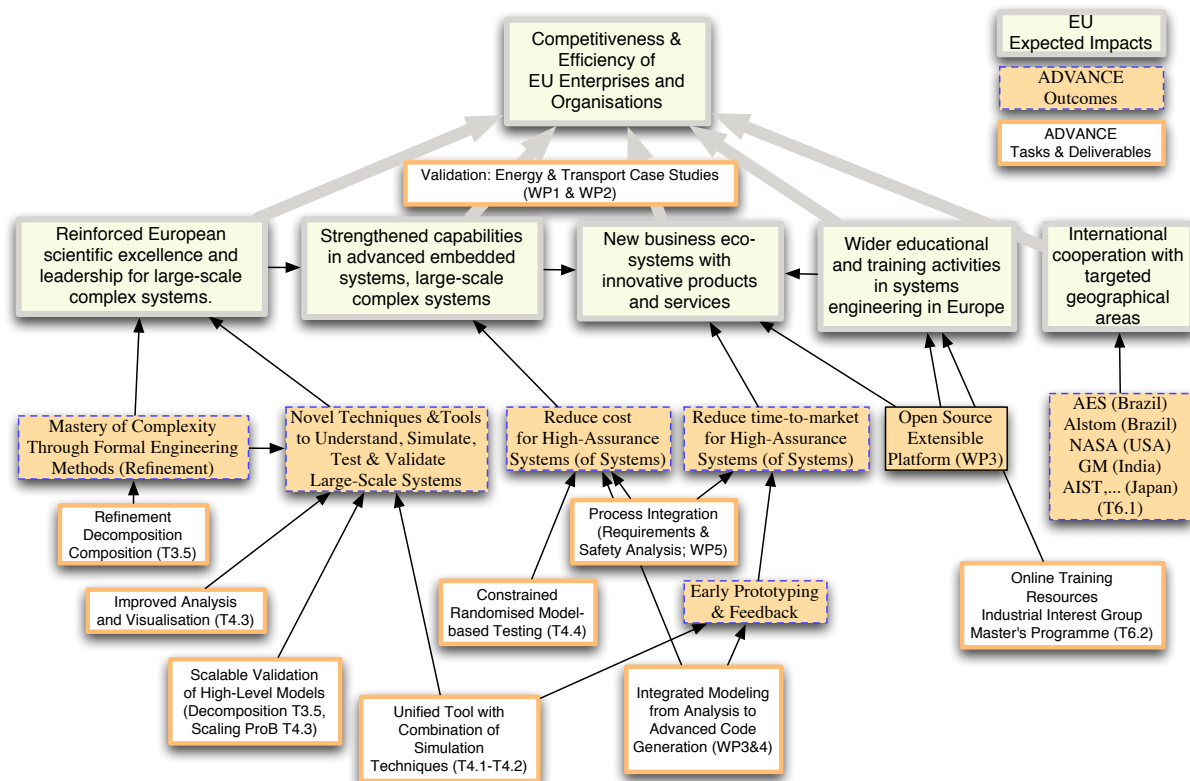 Competitiveness &
Efficiency of
EU Enterprises and
Organisations
EU
Expected Impacts
ADVANCE
Outcomes
ADVANCE
Tasks & Deliverables
Validation: Energy & Transport Case Studies
(WP1 & WP2)
Reinforced European
scientific excellence and
leadership for large-scale
complex systems.
Strengthened capabilities
in advanced embedded
systems, large-scale
complex systems
New business eco-
systems with
innovative products
and services
Wider educational
and training activities
in systems
engineering in Europe
International
cooperation with
targeted
geographical
areas
Mastery of Complexity
Through Formal Engineering
Methods (Refinement)
Novel Techniques &Tools
to Understand, Simulate,
Test & Validate
Large-Scale Systems
Reduce cost
for High-Assurance
Systems (of Systems)
Reduce time-to-market
for High-Assurance
Systems (of Systems)
Open Source
Extensible
Platform (WP3)
AES (Brazil)
Alstom (Brazil)
NASA (USA)
GM (India)
AIST,... (Japan)
(T6.1)
Refinement
Decomposition
Composition (T3.5)
Process Integration
(Requirements &
Safety Analysis; WP5)
Improved Analysis
and Visualisation (T4.3)
Constrained
Randomised Model-
based Testing (T4.4)
Early Prototyping
& Feedback
Online Training
Resources
Industrial Interest Group
Master's Programme (T6.2)
Scalable Validation
of High-Level Models
(Decomposition T3.5,
Scaling ProB T4.3)
Unified Tool with
Combination of
Simulation
Techniques (T4.1-T4.2)
Integrated Modeling
from Analysis to
Advanced Code
Generation (WP3&4)